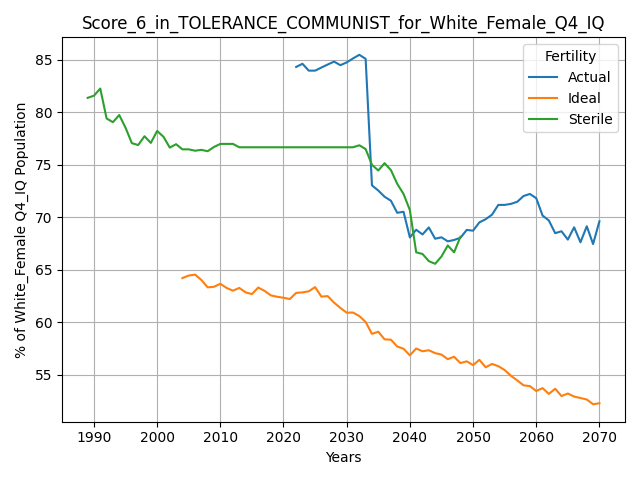 Score_6_in_TOLERANCE_COMMUNIST_for_White_Female_Q4_IQ
Fertility
Actual
Ideal
Sterile
% of White_Female Q4_IQ Population
85
80
75
70
65
60
55
1990 2000 2010 2020 2030 2040 2050 2060 2070
Years